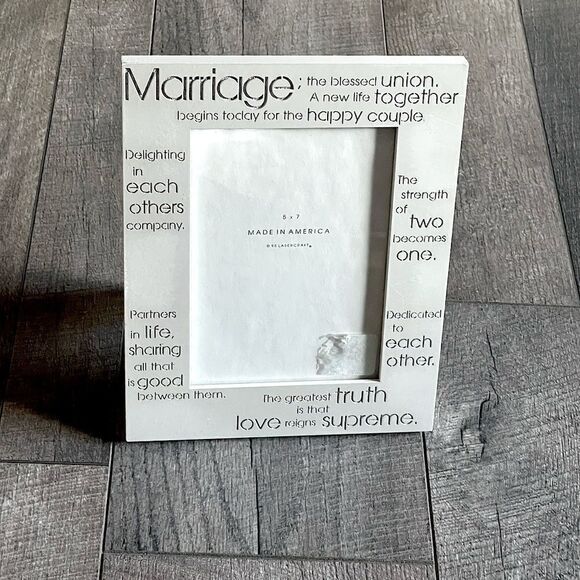 Marriage; the blessed union.
A new life together
begins today for the happy couple.
Delighting
in
each
others
company.
The
strength
of
two
becomes
one.
5 x 7
MADE IN AMERICA
Partners
in life,
sharing
all that
is good
between them.
Dedicated
to
each
other.
The greatest truth
is that
love reigns supreme.